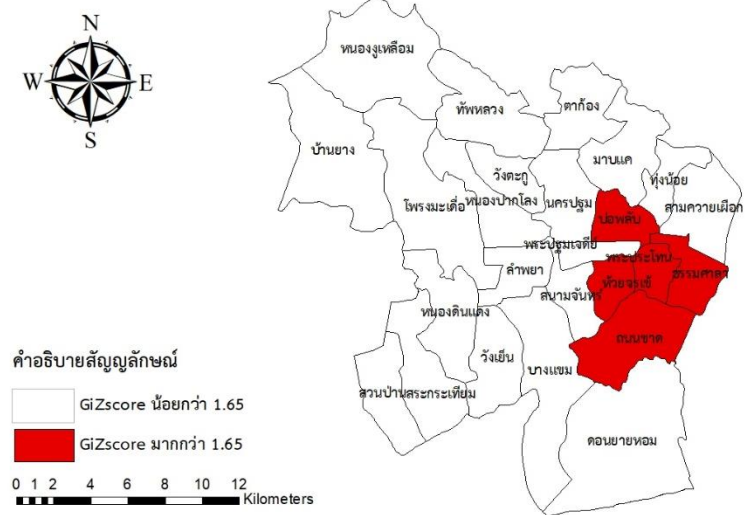 N
W E
S
หนองงูเหลือม
ทัพหลวง
ตาก้อง
บ้านยาง
มาบแค
วังตะกู
ทุ่งน้อย
โพรงมะเดื่อ
หนองปากโลง
นครปฐม
สามควายเผือก
บ่อพลับ
พระปฐมเจดีย์
พระประโทน
ลำพยา
ธรรมศาลา
ห้วยจรเข้
สนามจันทร์
หนองดินแดง
ถนนขาด
วังเย็น
บางแขม
สวนป่าน
สระกระเทียม
ดอนยายหอม
คำอธิบายสัญญลักษณ์
GiZscore น้อยกว่า 1.65
GiZscore มากกว่า 1.65
0 1 2 4 6 8 10 12
Kilometers